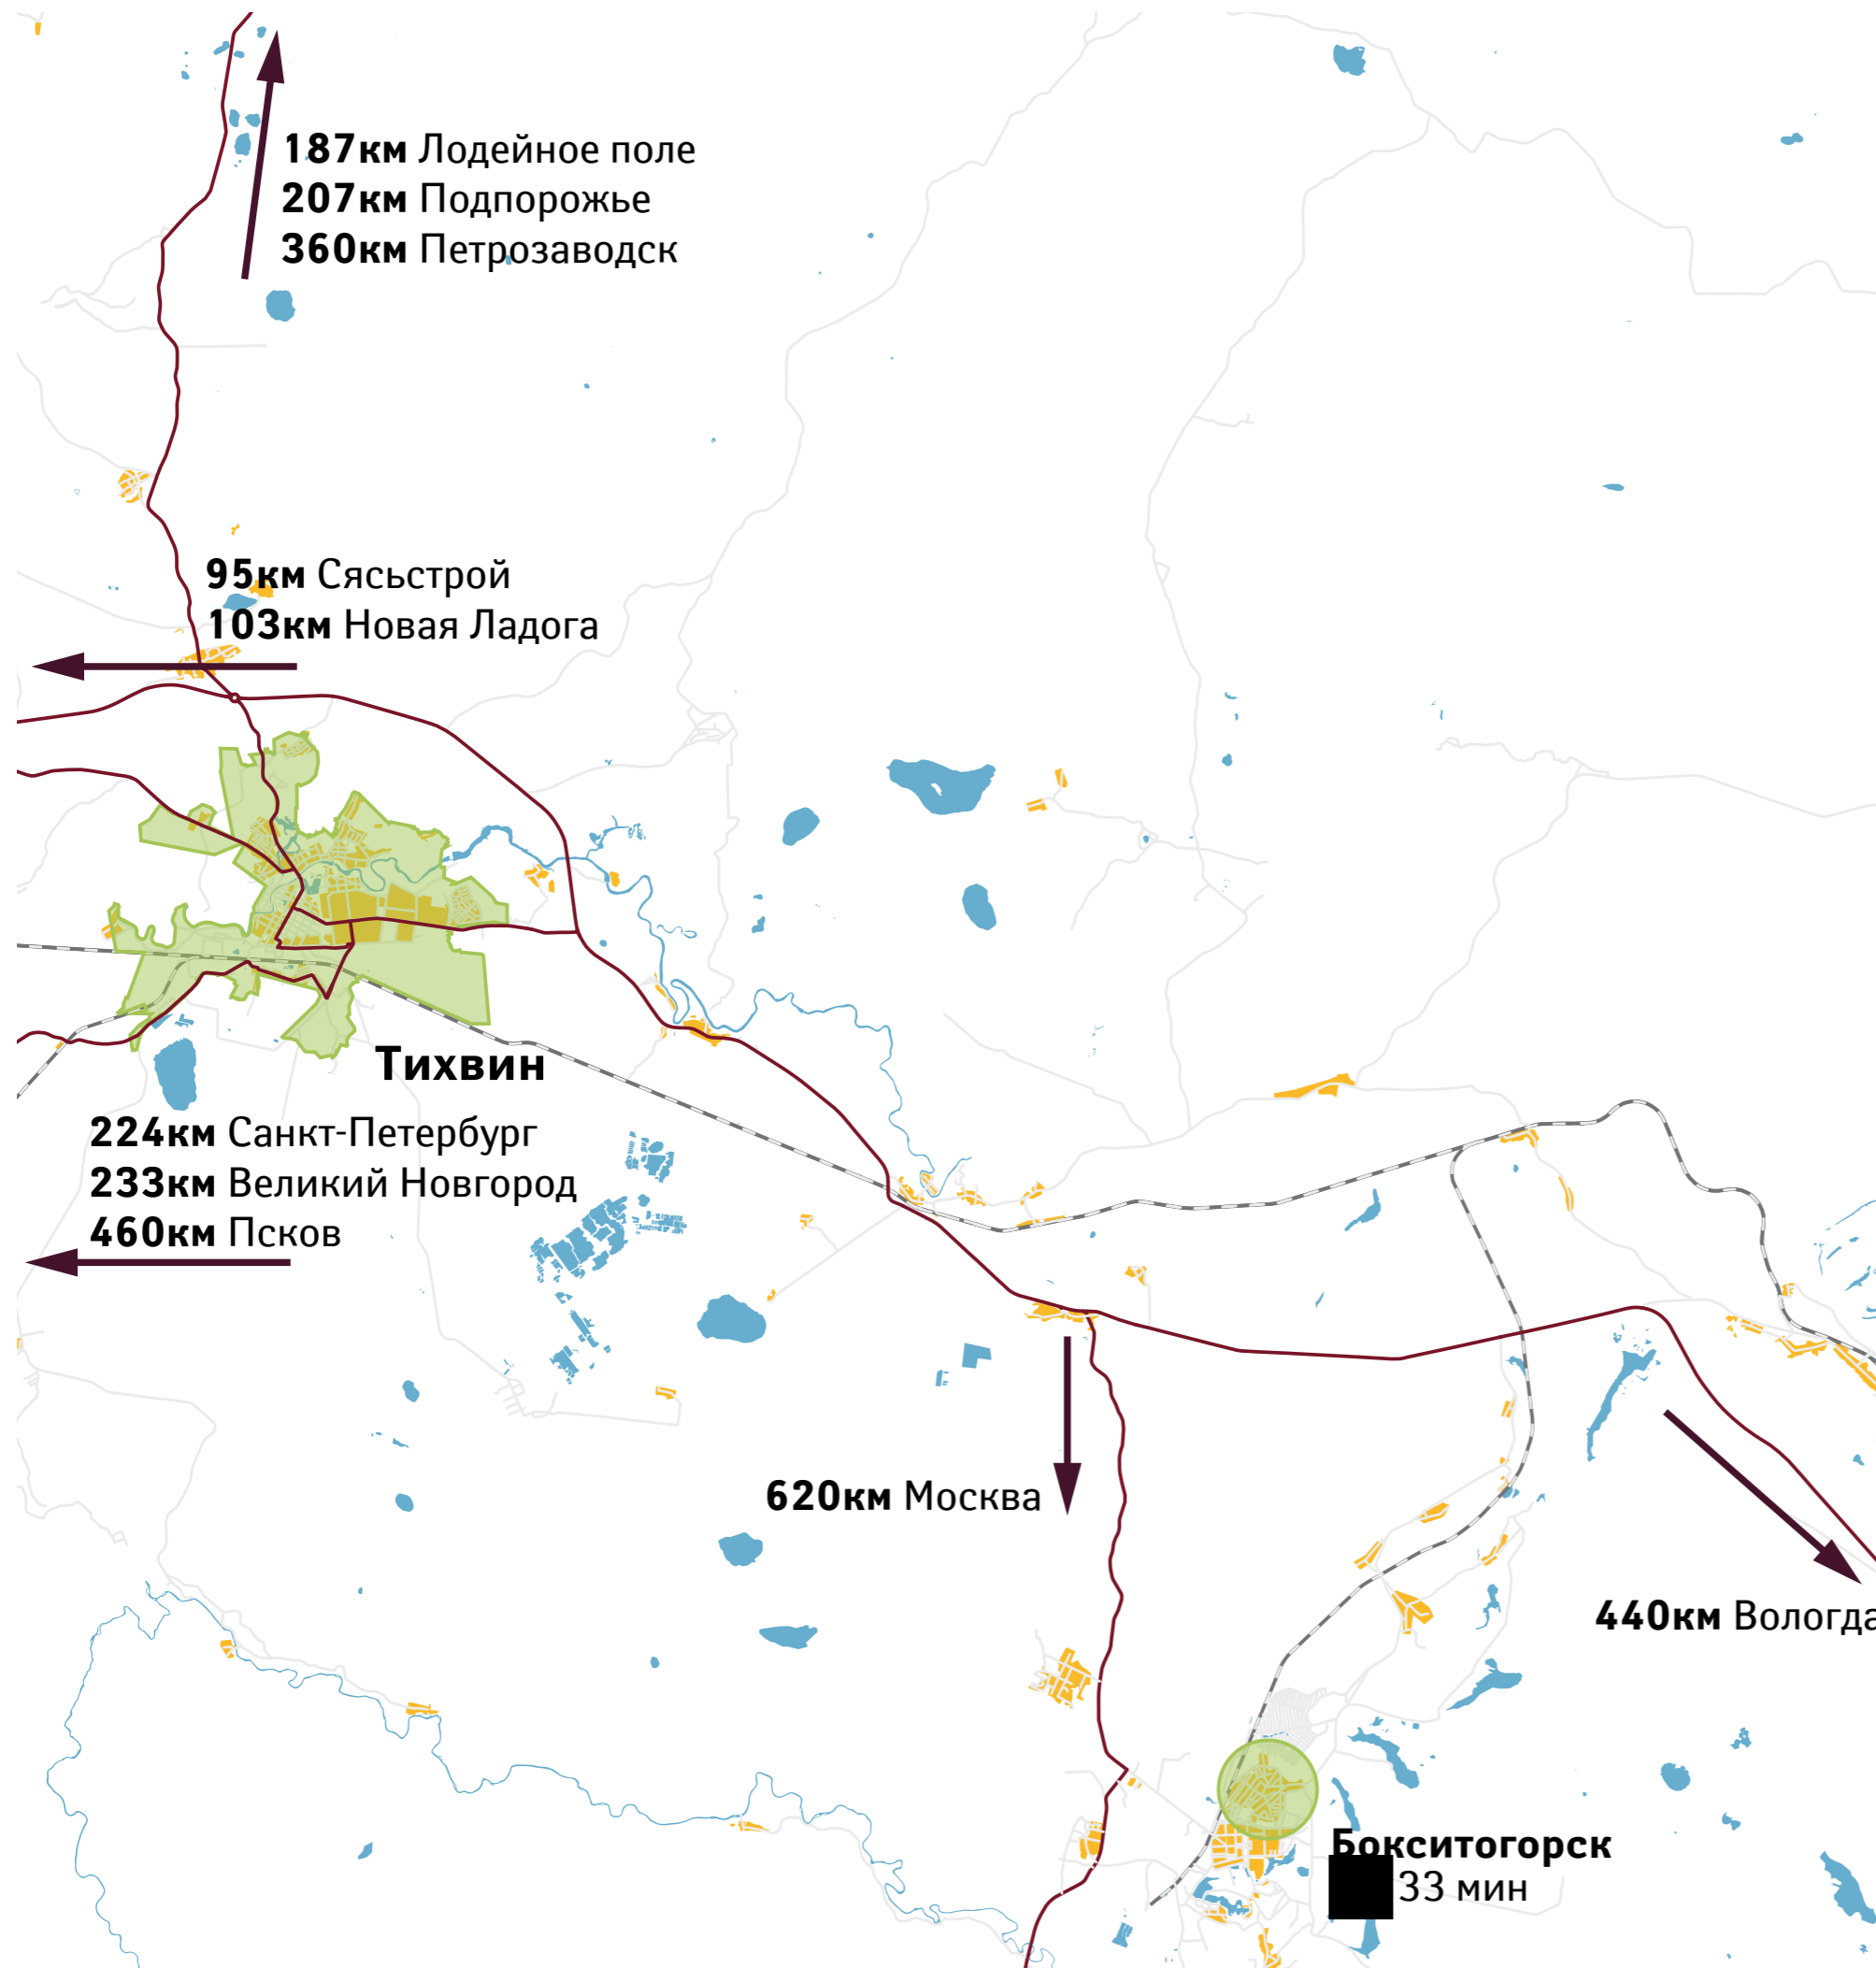 187км Лодейное поле
207км Подпорожье
360км Петрозаводск
95км Сясьстрой
103км Новая Ладога
Тихвин
224км Санкт-Петербург
233км Великий Новгород
460км Псков
620км Москва
440км Вологда
Бокситогорск
33 мин